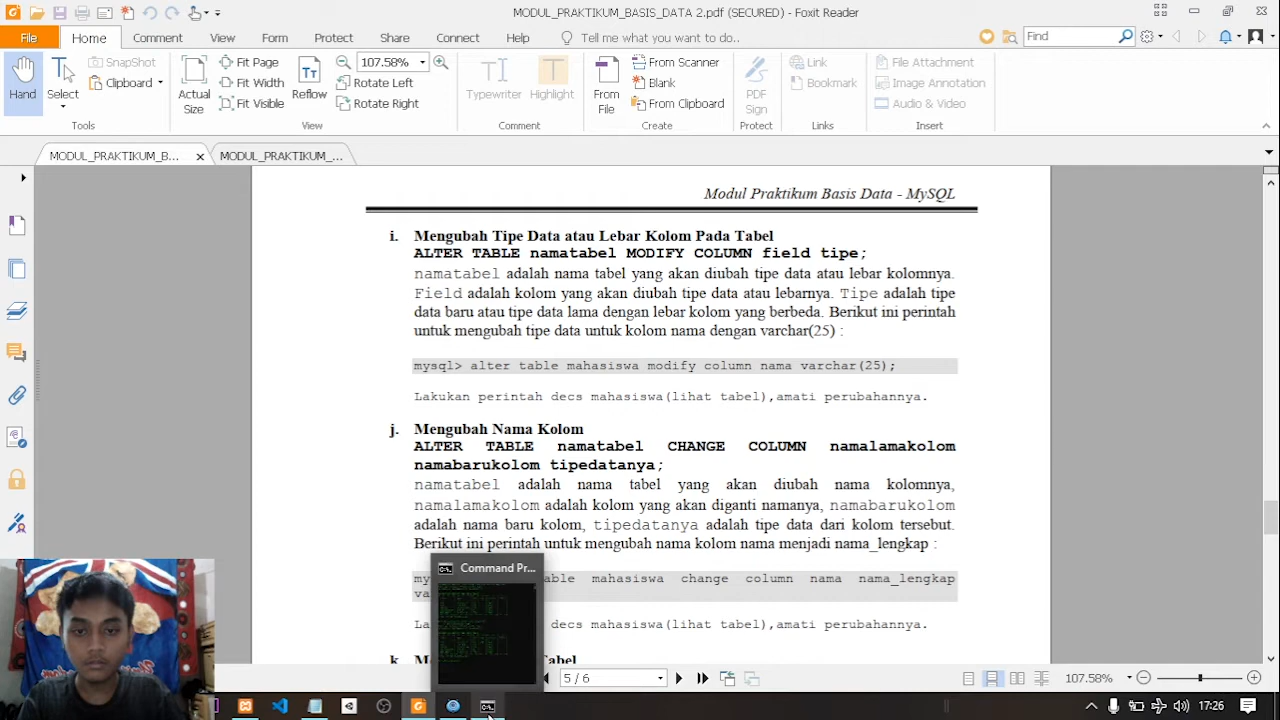 MODUL_PRAKTIKUM_BASIS_DATA 2.pdf (SECURED) - Foxit Reader
File
Home
Comment
View
Form
Protect
Share
Connect
Help
Tell me what you want to do..
Find
Hand
Select
SnapShot
Clipboard
Tools
Actual
Size
Fit Page
Fit Width
Fit Visible
Reflow
107.58%
Rotate Left
Rotate Right
View
Typewriter
Highlight
Comment
From
File
From Scanner
Blank
From Clipboard
Create
PDF
Sign
Protect
Link
Bookmark
Links
File Attachment
Image Annotation
Audio & Video
Insert
MODUL_PRAKTIKUM_B...
MODUL_PRAKTIKUM_...
Modul Praktikum Basis Data - MySQL
i. Mengubah Tipe Data atau Lebar Kolom Pada Tabel
ALTER TABLE namatabel MODIFY COLUMN field tipe;
namatabel adalah nama tabel yang akan diubah tipe data atau lebar kolomnya.
Field adalah kolom yang akan diubah tipe data atau lebarnya. Tipe adalah tipe
data baru atau tipe data lama dengan lebar kolom yang berbeda. Berikut ini perintah
untuk mengubah tipe data untuk kolom nama dengan varchar(25) :
mysql> alter table mahasiswa modify column nama varchar(25);
Lakukan perintah decs mahasiswa(lihat tabel),amati perubahannya.
j. Mengubah Nama Kolom
ALTER TABLE namatabel CHANGE COLUMN namalamakolom
namabarukolom tipedatanya;
namatabel adalah nama tabel yang akan diubah nama kolomnya,
namalamakolom adalah kolom yang akan diganti namanya, namabarukolom
adalah nama baru kolom, tipedatanya adalah tipe data dari kolom tersebut.
Berikut ini perintah untuk mengubah nama kolom nama menjadi nama_lengkap :
mahasiswa change column nama nama_lengkap
decs mahasiswa(lihat tabel),amati perubahannya.
k.
Command Pr...
5 / 6
107.58%
17:26